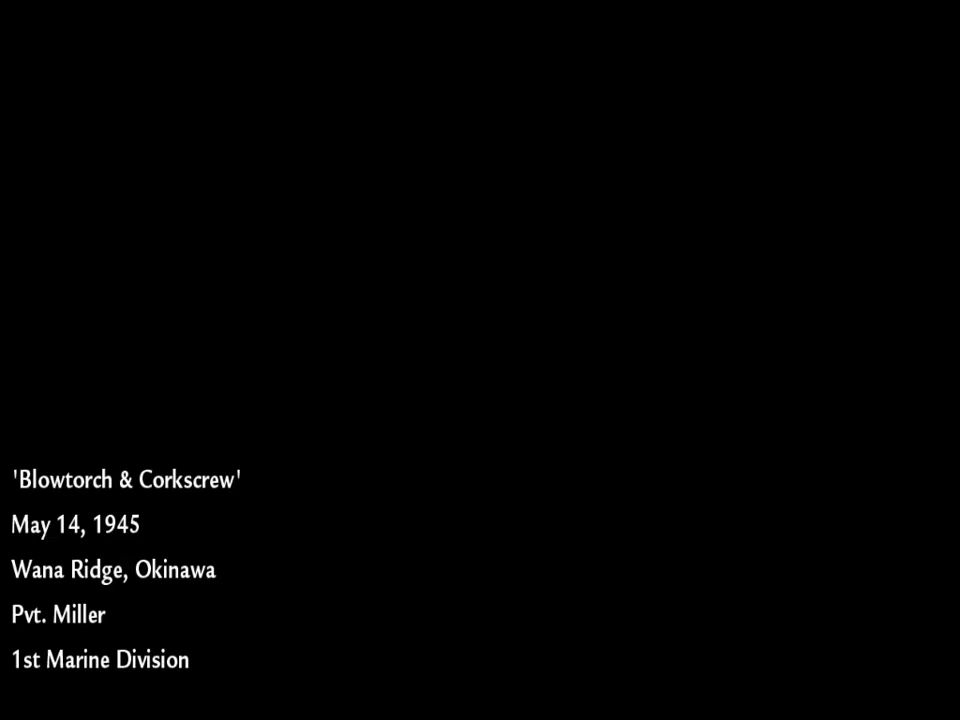 'Blowtorch & Corkscrew'
May 14, 1945
Wana Ridge, Okinawa
Pvt. Miller
1st Marine Division